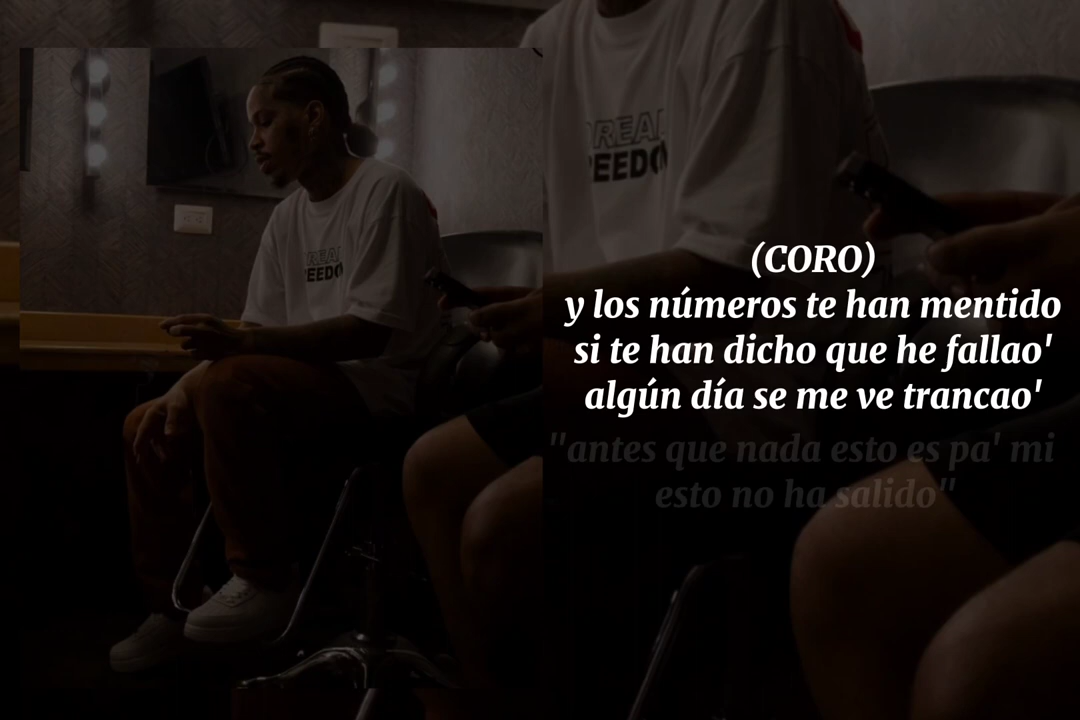 (CORO)
y los números te han mentido
si te han dicho que he fallao'
algún día se me ve trancao'
"antes que nada esto es pa' mi
esto no ha salido"